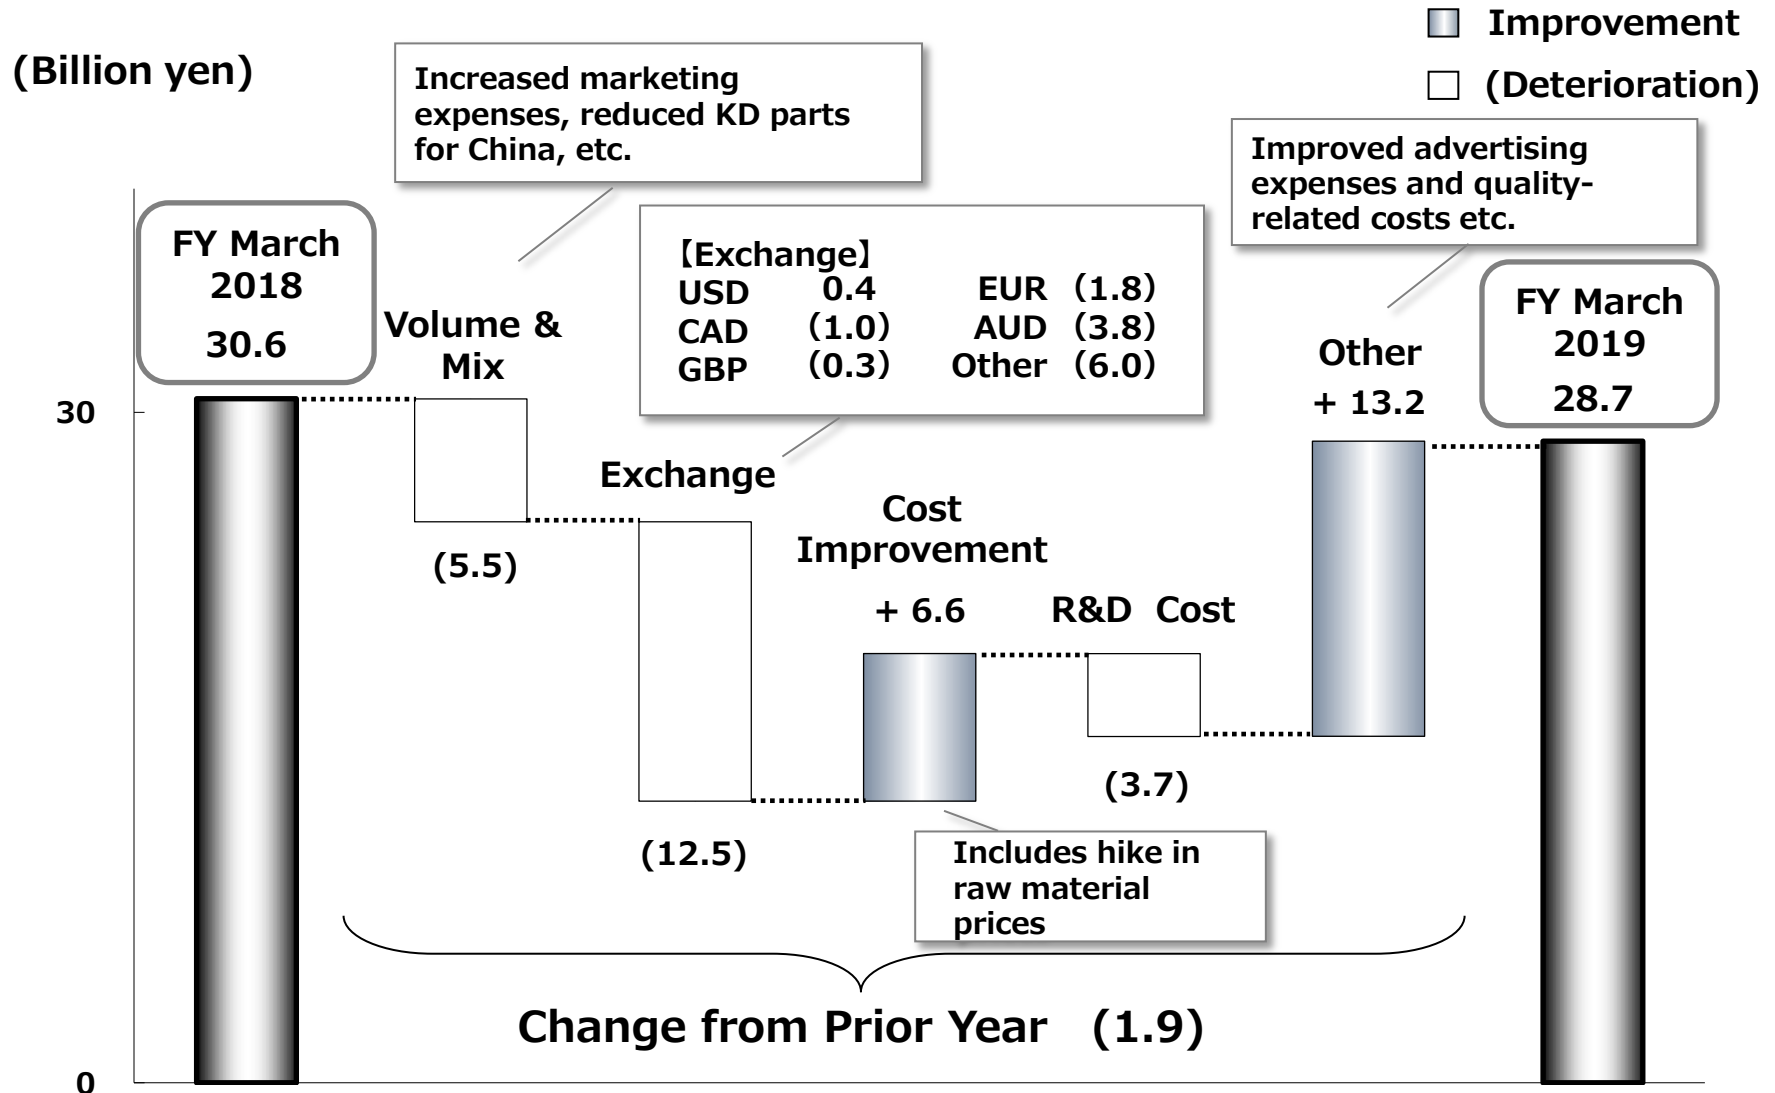 (Billion yen)
Improvement
(Deterioration)
Increased marketing
expenses, reduced KD parts
for China, etc.
Improved advertising
expenses and quality-
related costs etc.
FY March
2018
30.6
Volume &
Mix
【Exchange】
USD 0.4 EUR (1.8)
CAD (1.0) AUD (3.8)
GBP (0.3) Other (6.0)
Other
+ 13.2
FY March
2019
28.7
30
Exchange
Cost
Improvement
+ 6.6
R&D Cost
(5.5)
(3.7)
(12.5)
Includes hike in
raw material
prices
Change from Prior Year (1.9)
0